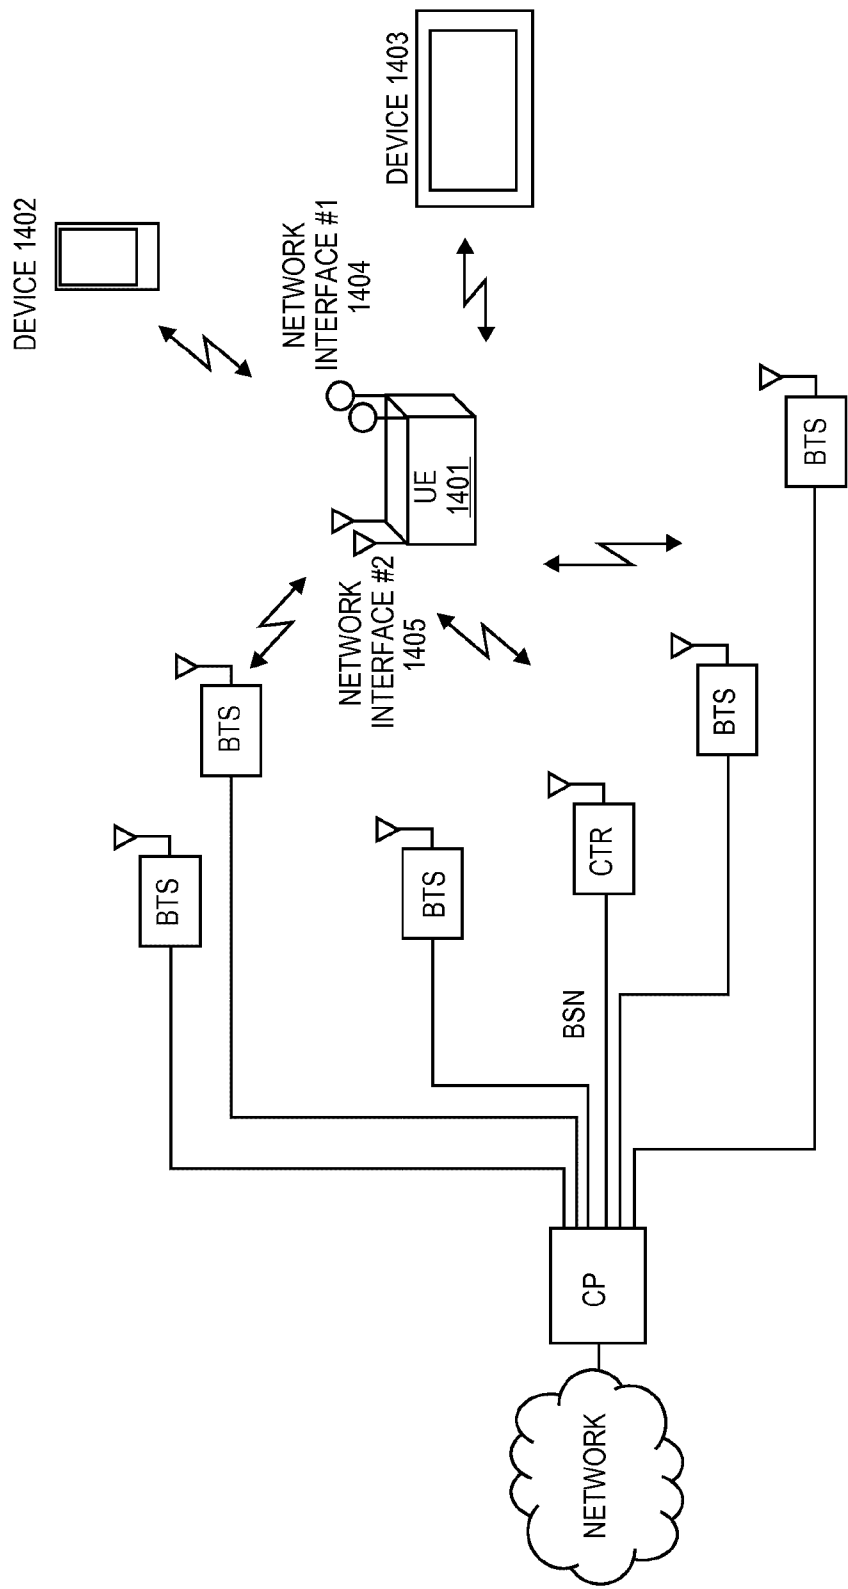 DEVICE 1402
DEVICE 1403
NETWORK
INTERFACE #1
1404
UE
1401
NETWORK
INTERFACE #2
1405
BTS
BTS
BTS
BTS
CTR
BTS
BSN
CP
NETWORK